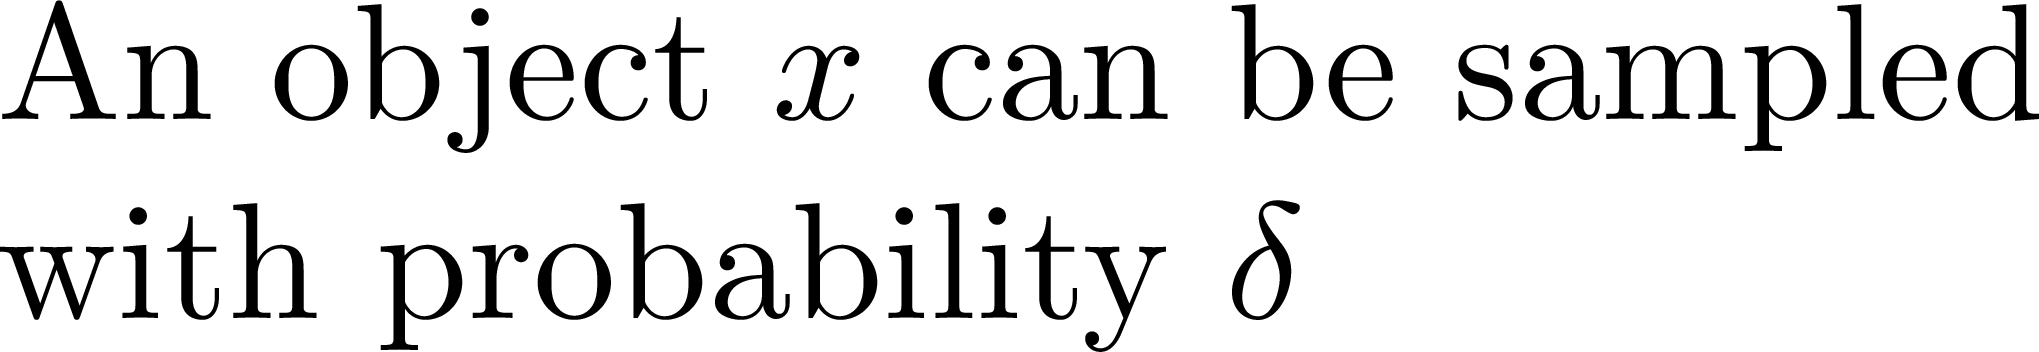 An object x can be sampled
with probability δ